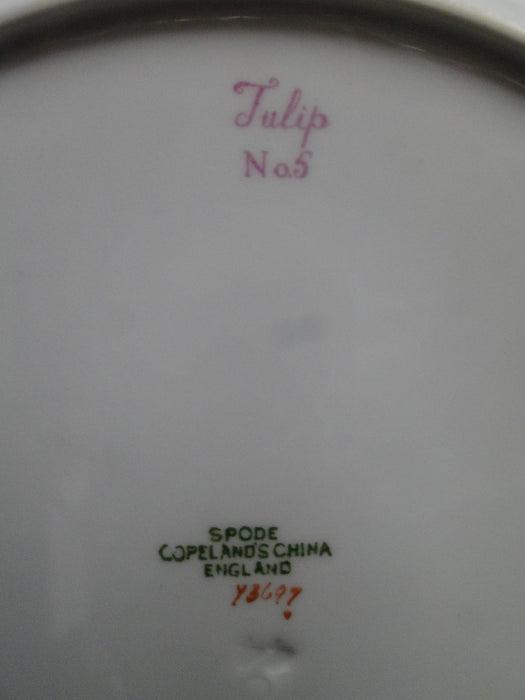 Tulip
No.5
SPODE
COPELAND'S CHINA
ENGLAND
Y3697